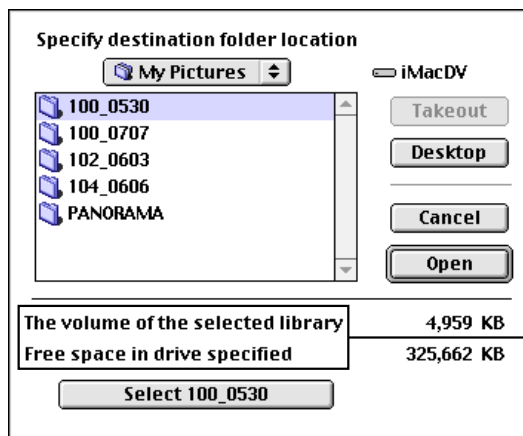 Specify destination folder location
My Pictures
iMacDV
100_0530
100_0707
102_0603
104_0606
PANORAMA
Takeout
Desktop
Cancel
Open
The volume of the selected library 4,959 KB
Free space in drive specified 325,662 KB
Select 100_0530